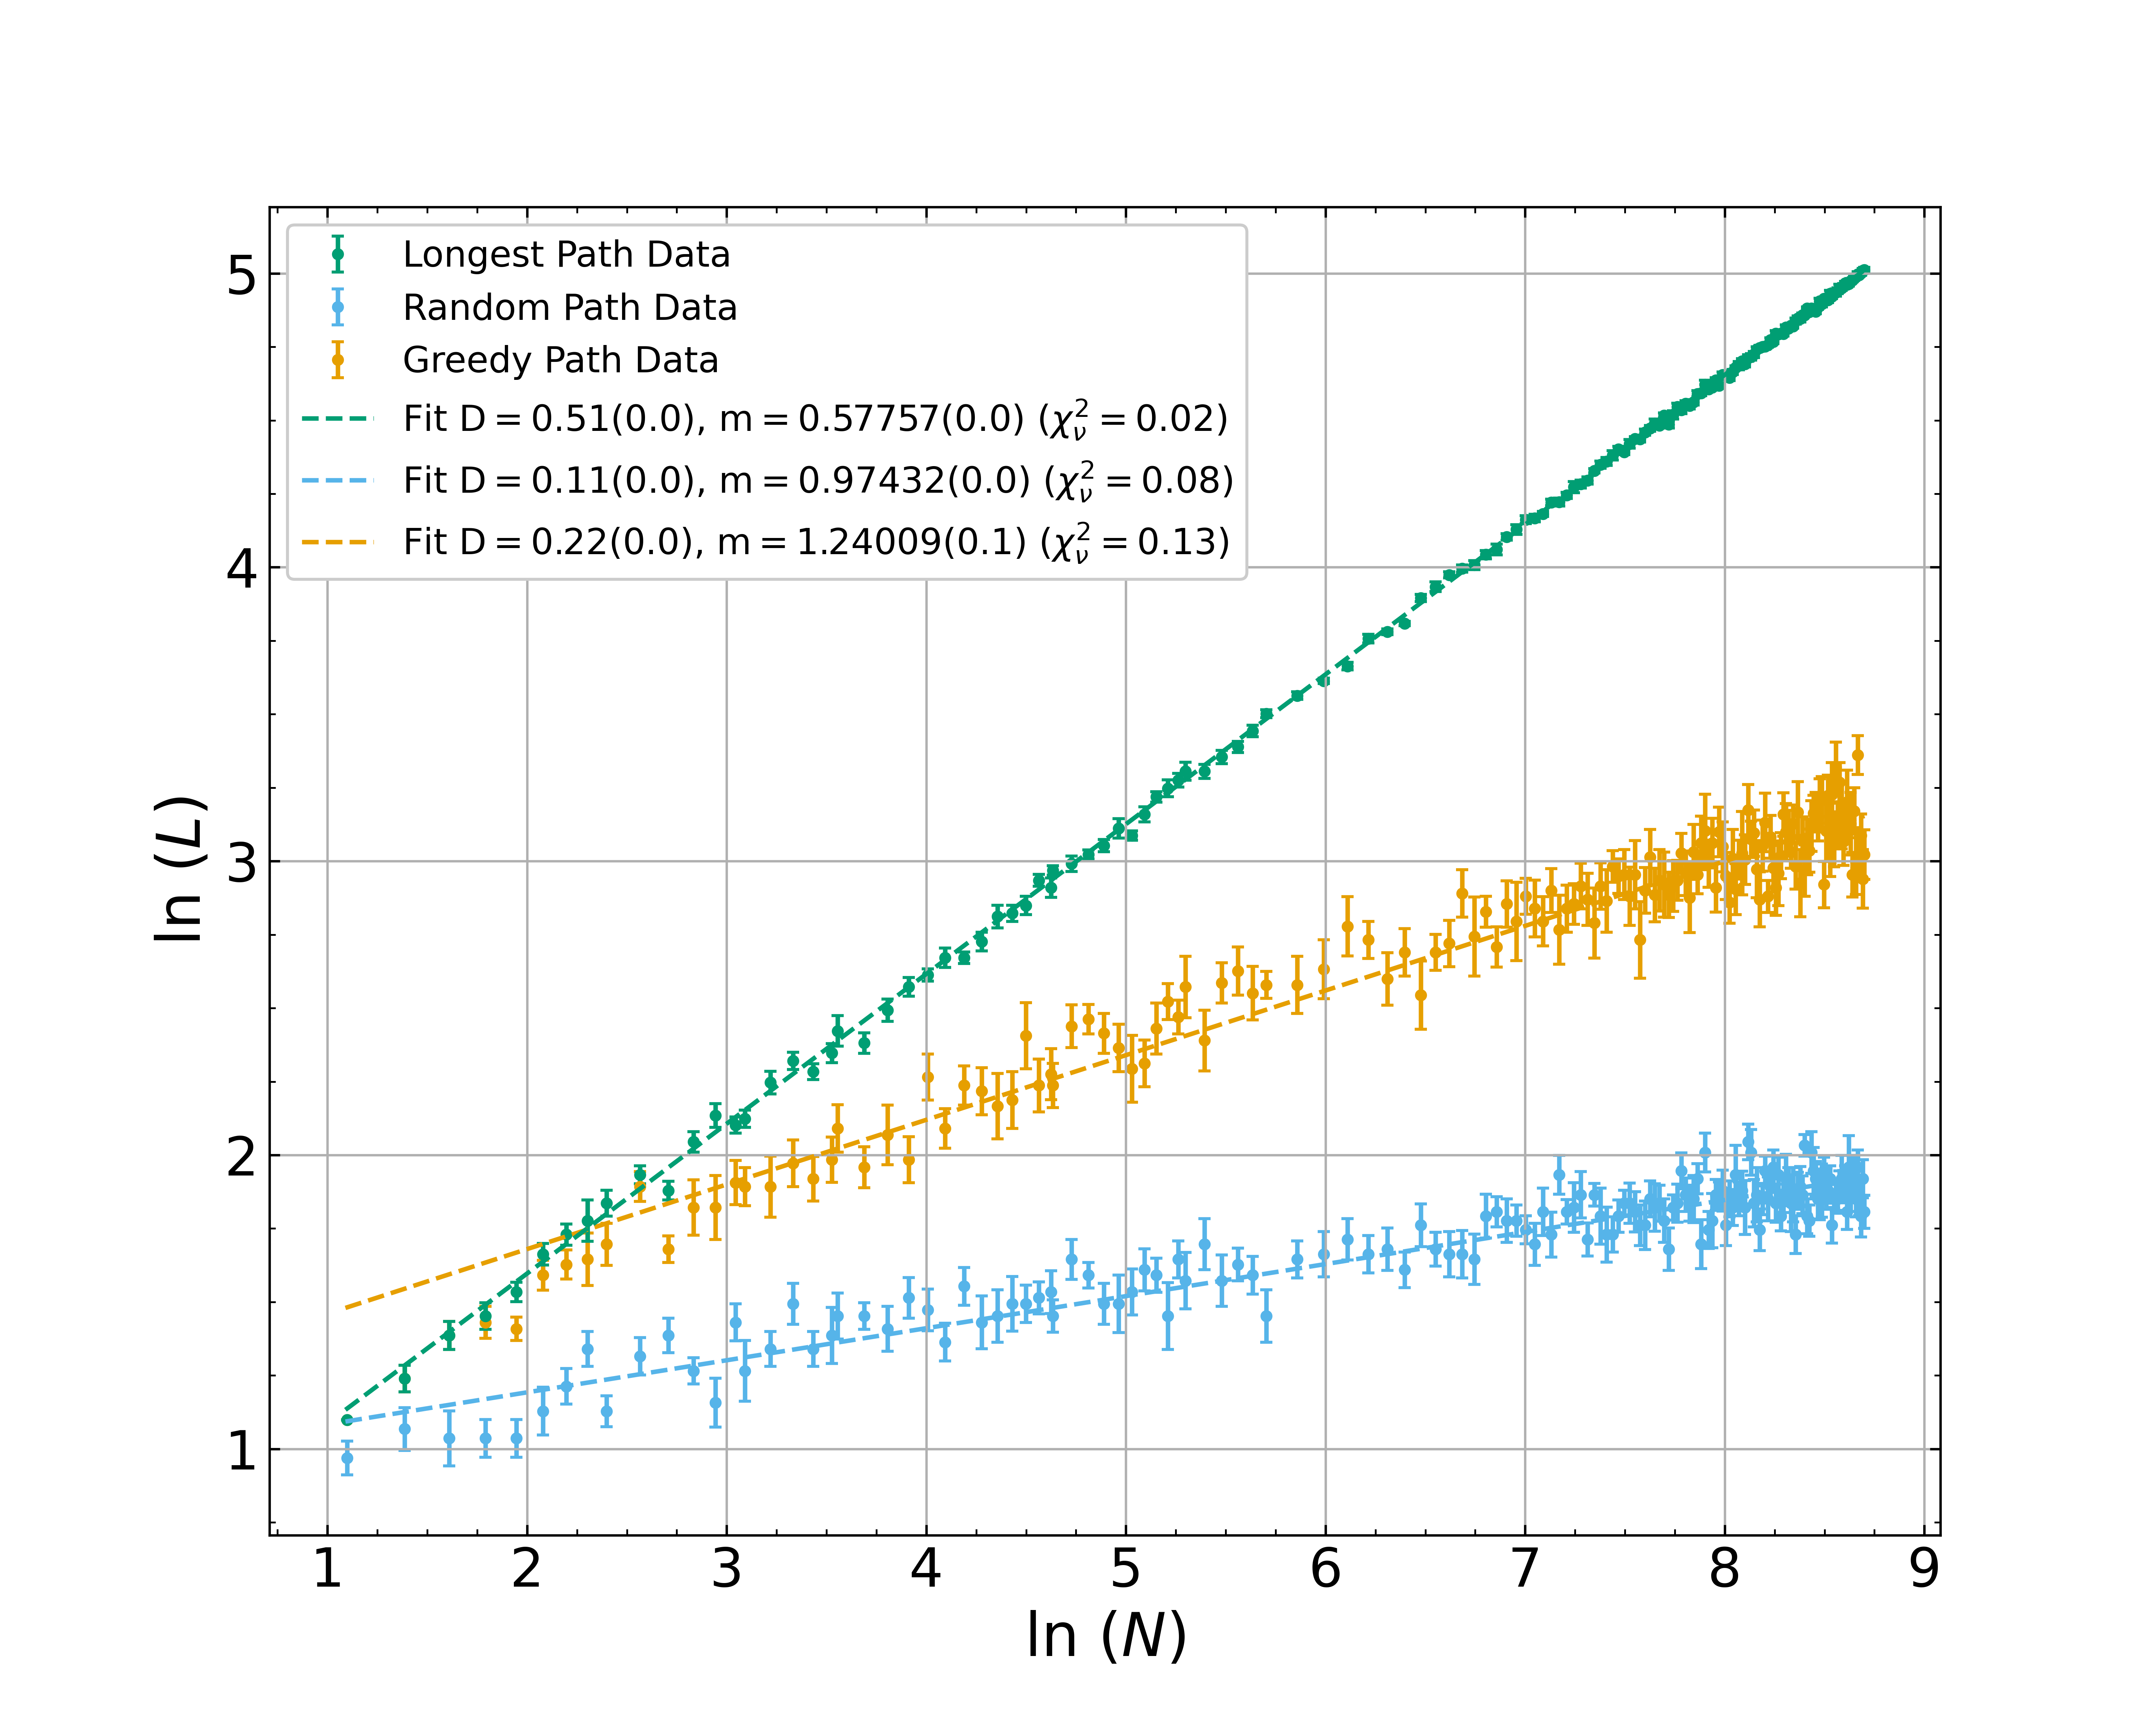 Longest Path Data
Random Path Data
Greedy Path Data
Fit D = 0.51(0.0), m = 0.57757(0.0) (χ²ᵥ = 0.02)
Fit D = 0.11(0.0), m = 0.97432(0.0) (χ²ᵥ = 0.08)
Fit D = 0.22(0.0), m = 1.24009(0.1) (χ²ᵥ = 0.13)
5
4
3
2
1
ln (L)
1 2 3 4 5 6 7 8 9
ln (N)